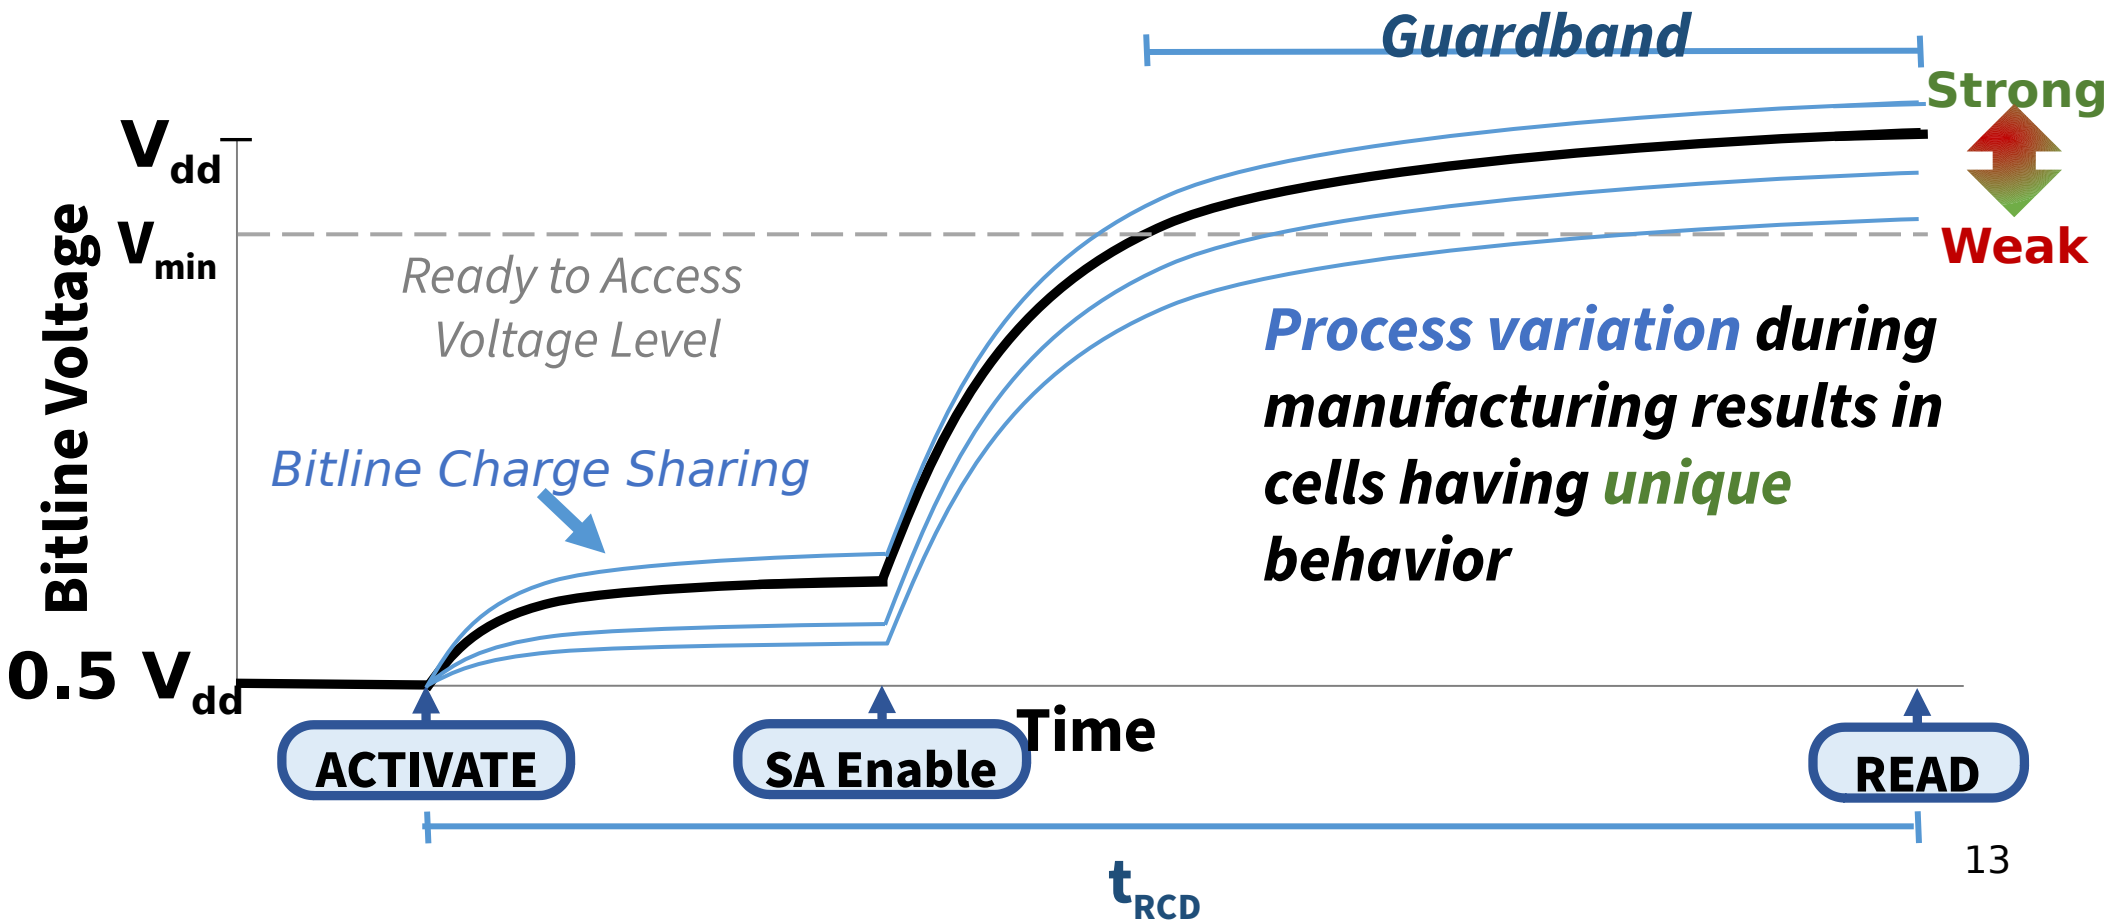 Guardband
Strong
Vdd
Vmin
Weak
Bitline Voltage
Ready to Access
Voltage Level
Process variation during
manufacturing results in
cells having unique
behavior
Bitline Charge Sharing
0.5 Vdd
Time
ACTIVATE
SA Enable
READ
tRCD
13